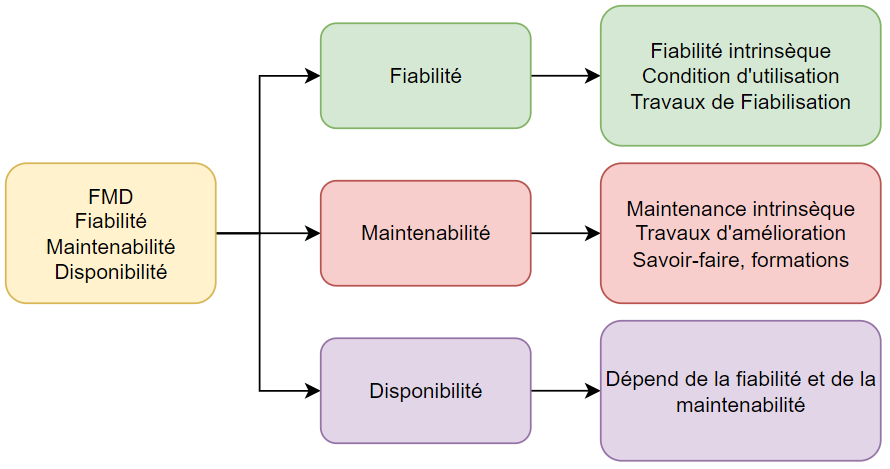 FMD
Fiabilité
Maintenabilité
Disponibilité
Fiabilité
Fiabilité intrinsèque
Condition d'utilisation
Travaux de Fiabilisation
Maintenabilité
Maintenance intrinsèque
Travaux d'amélioration
Savoir-faire, formations
Disponibilité
Dépend de la fiabilité et de la
maintenabilité